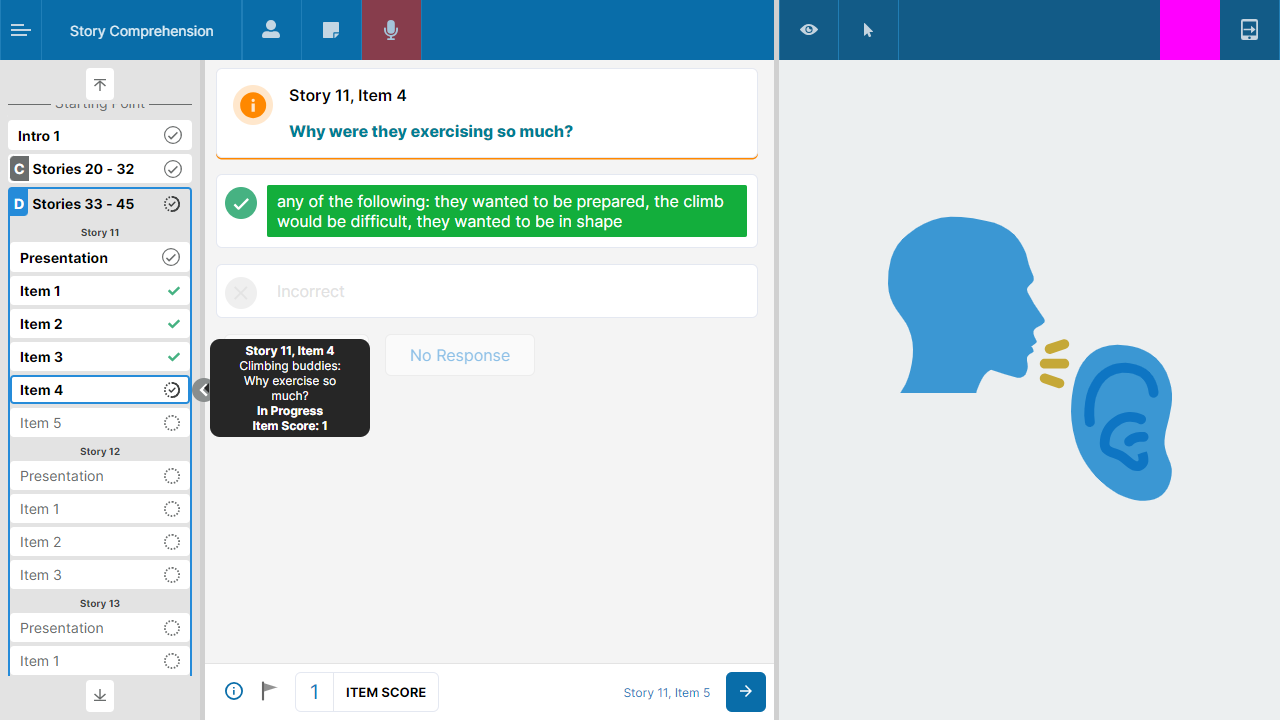 Story Comprehension
Starting Point
Intro 1
C Stories 20 - 32
D Stories 33 - 45
Story 11
Presentation
Item 1
Item 2
Item 3
Item 4
Item 5
Story 12
Presentation
Item 1
Item 2
Item 3
Story 13
Presentation
Item 1
Story 11, Item 4
Why were they exercising so much?
any of the following: they wanted to be prepared, the climb
would be difficult, they wanted to be in shape
Incorrect
No Response
Story 11, Item 4
Climbing buddies:
Why exercise so
much?
In Progress
Item Score: 1
1 ITEM SCORE
Story 11, Item 5